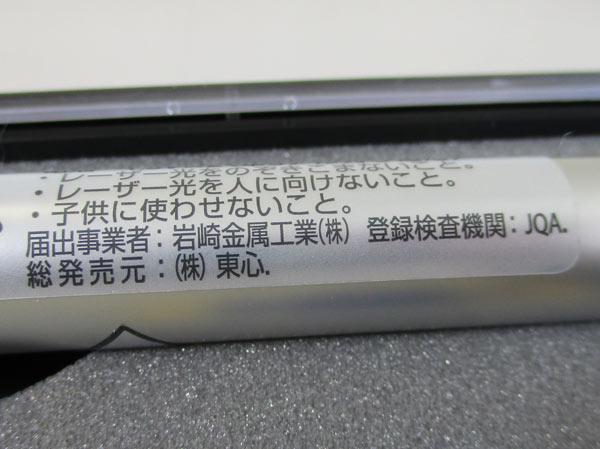 ・レーザー光をのぞきこまないこと。
・レーザー光を人に向けないこと。
・子供に使わせないこと。
届出事業者：岩崎金属工業(株) 登録検査機関：JQA.
総発売元：(株)東心.